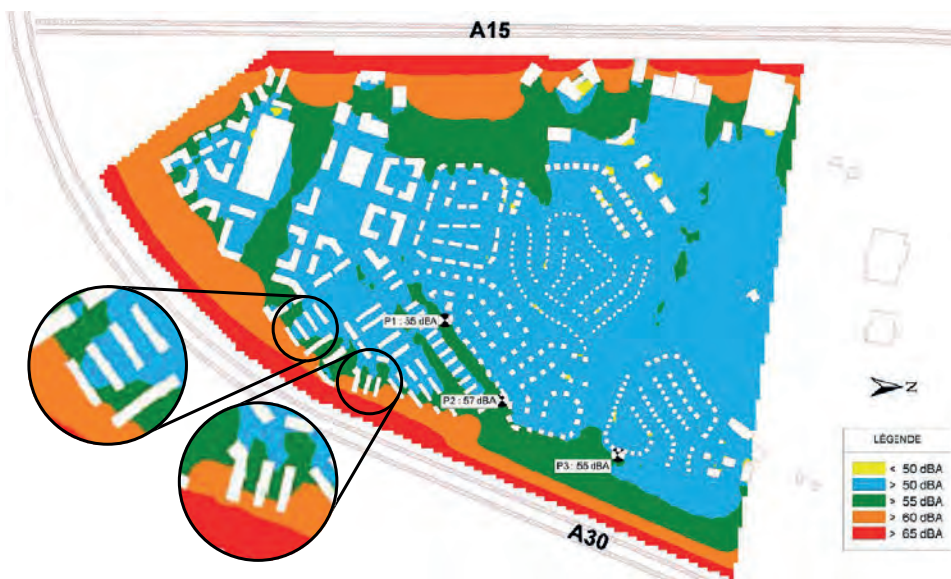 A15
P1 : 55 dBA
P2 : 57 dBA
N
LÉGENDE
< 50 dBA
> 50 dBA
> 55 dBA
> 60 dBA
> 65 dBA
P3 : 55 dBA
A30